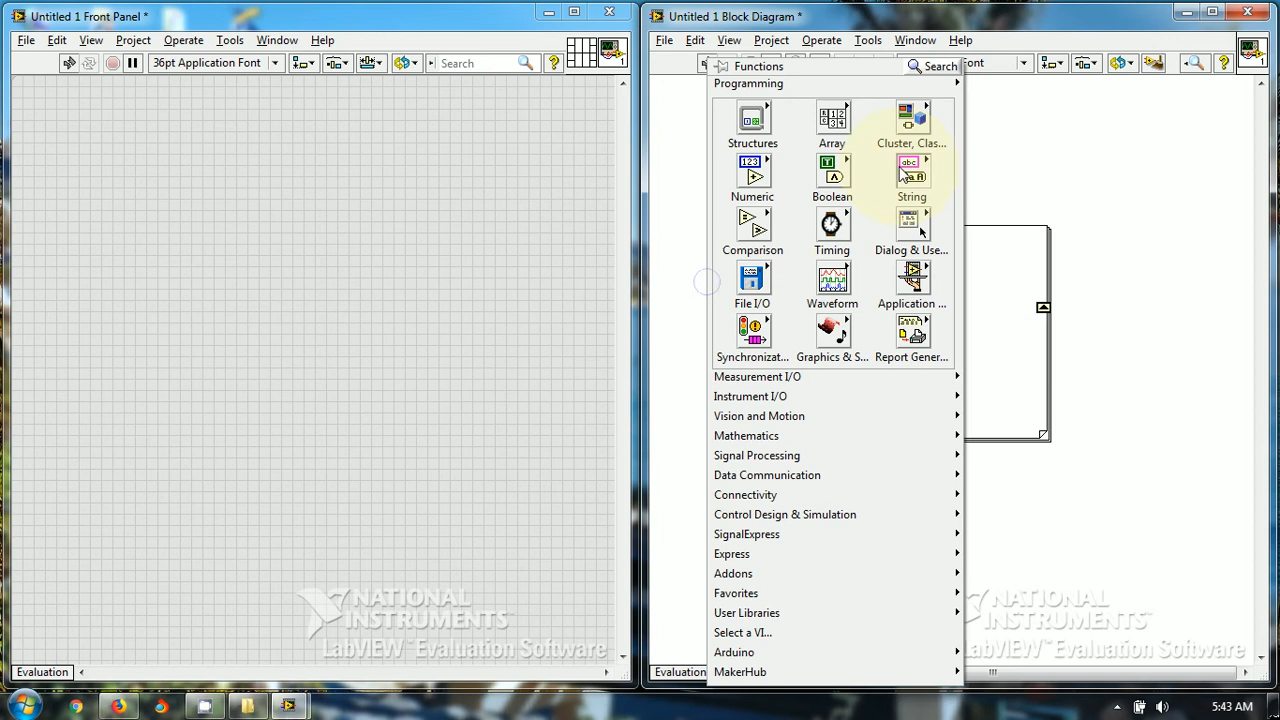 Untitled 1 Front Panel *
File Edit View Project Operate Tools Window Help
36pt Application Font
Search
NATIONAL
INSTRUMENTS
LabVIEW™ Evaluation Software
Evaluation
Untitled 1 Block Diagram *
File Edit View Project Operate Tools Window Help
Functions Search
Programming
Structures Array Cluster, Clas...
Numeric Boolean String
Comparison Timing Dialog & Use...
File I/O Waveform Application ...
Synchronizat... Graphics & S... Report Gener...
Measurement I/O
Instrument I/O
Vision and Motion
Mathematics
Signal Processing
Data Communication
Connectivity
Control Design & Simulation
SignalExpress
Express
Addons
Favorites
User Libraries
Select a VI...
Arduino
MakerHub
NATIONAL
INSTRUMENTS
LabVIEW™ Evaluation Software
Evaluation
5:43 AM